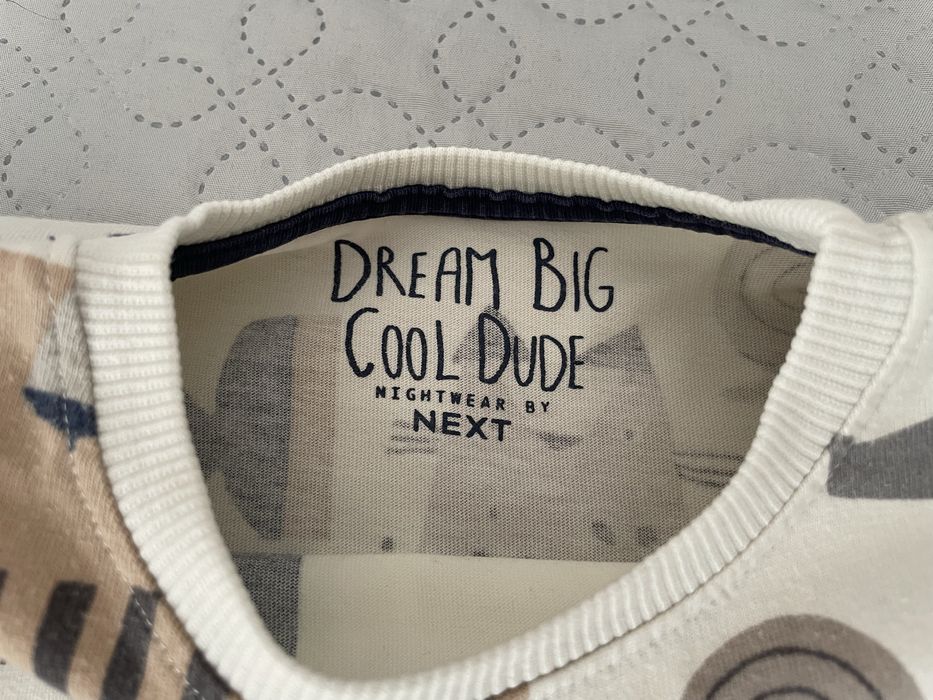 DREAM BIG
COOL DUDE
NIGHTWEAR BY
NEXT